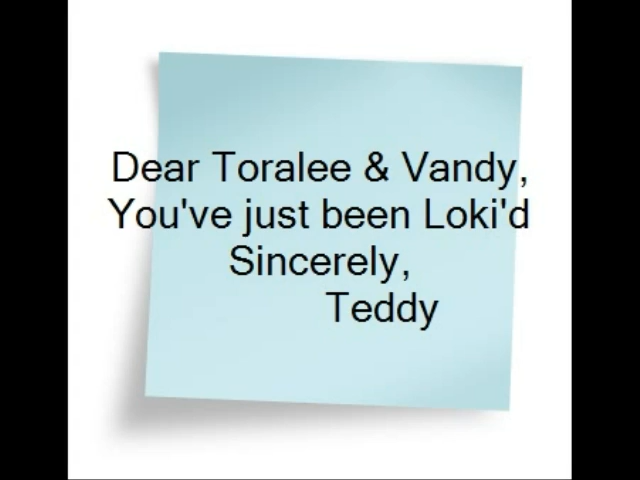 Dear Toralee & Vandy,
You've just been Loki'd
Sincerely,
Teddy